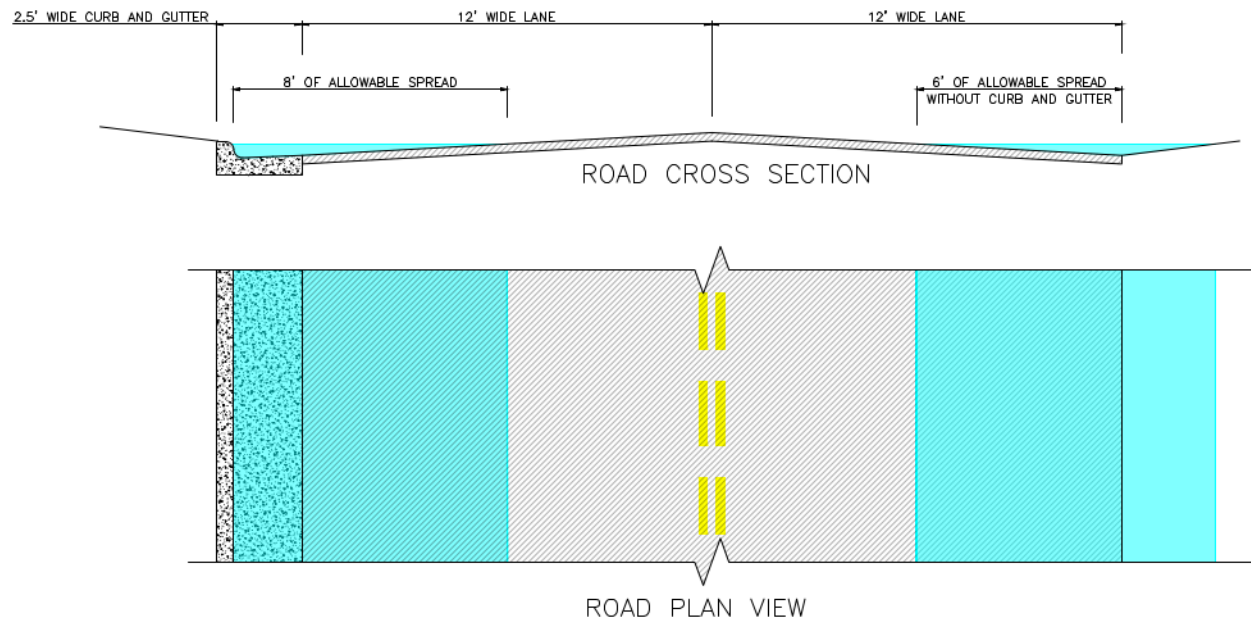 2.5' WIDE CURB AND GUTTER
12' WIDE LANE
12' WIDE LANE
8' OF ALLOWABLE SPREAD
6' OF ALLOWABLE SPREAD
WITHOUT CURB AND GUTTER
ROAD CROSS SECTION
ROAD PLAN VIEW